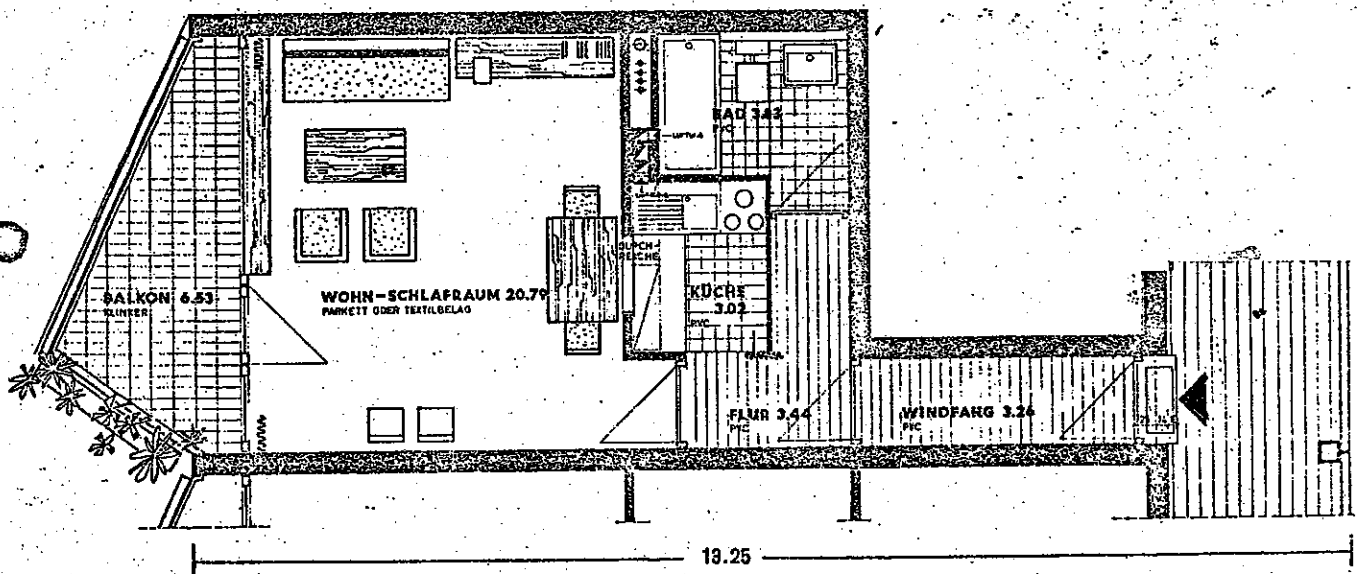 BAD 3.83
PVC
DURCH-
REICHE
BALKON 6.53
KLINKER
WOHN-SCHLAFRAUM 20.79
PARKETT ODER TEXTILBELAG
KÜCHE
3.02
PVC
FLUR 3.44
PVC
WINDFANG 3.26
PVC
13.25